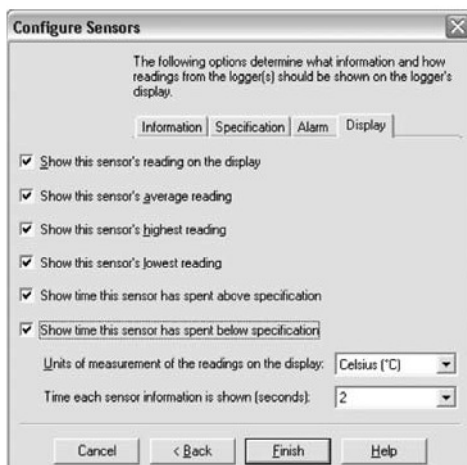 Configure Sensors
The following options determine what information and how
readings from the logger(s) should be shown on the logger's
display.
Information Specification Alarm Display
Show this sensor's reading on the display
Show this sensor's average reading
Show this sensor's highest reading
Show this sensor's lowest reading
Show time this sensor has spent above specification
Show time this sensor has spent below specification
Units of measurement of the readings on the display: Celsius (°C)
Time each sensor information is shown (seconds): 2
Cancel < Back Finish Help